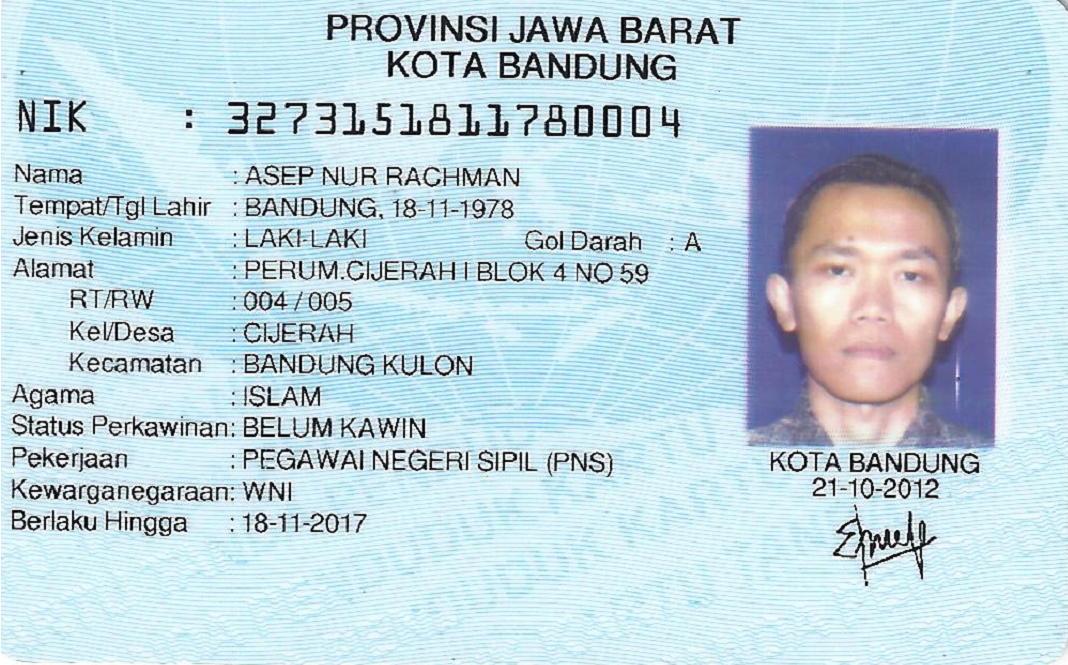 PROVINSI JAWA BARAT
KOTA BANDUNG
NIK : 3273151811780004
Nama : ASEP NUR RACHMAN
Tempat/Tgl Lahir : BANDUNG, 18-11-1978
Jenis Kelamin : LAKI-LAKI Gol Darah : A
Alamat : PERUM.CIJERAH I BLOK 4 NO 59
RT/RW : 004 / 005
Kel/Desa : CIJERAH
Kecamatan : BANDUNG KULON
Agama : ISLAM
Status Perkawinan: BELUM KAWIN
Pekerjaan : PEGAWAI NEGERI SIPIL (PNS)
Kewarganegaraan: WNI
Berlaku Hingga : 18-11-2017
KOTA BANDUNG
21-10-2012